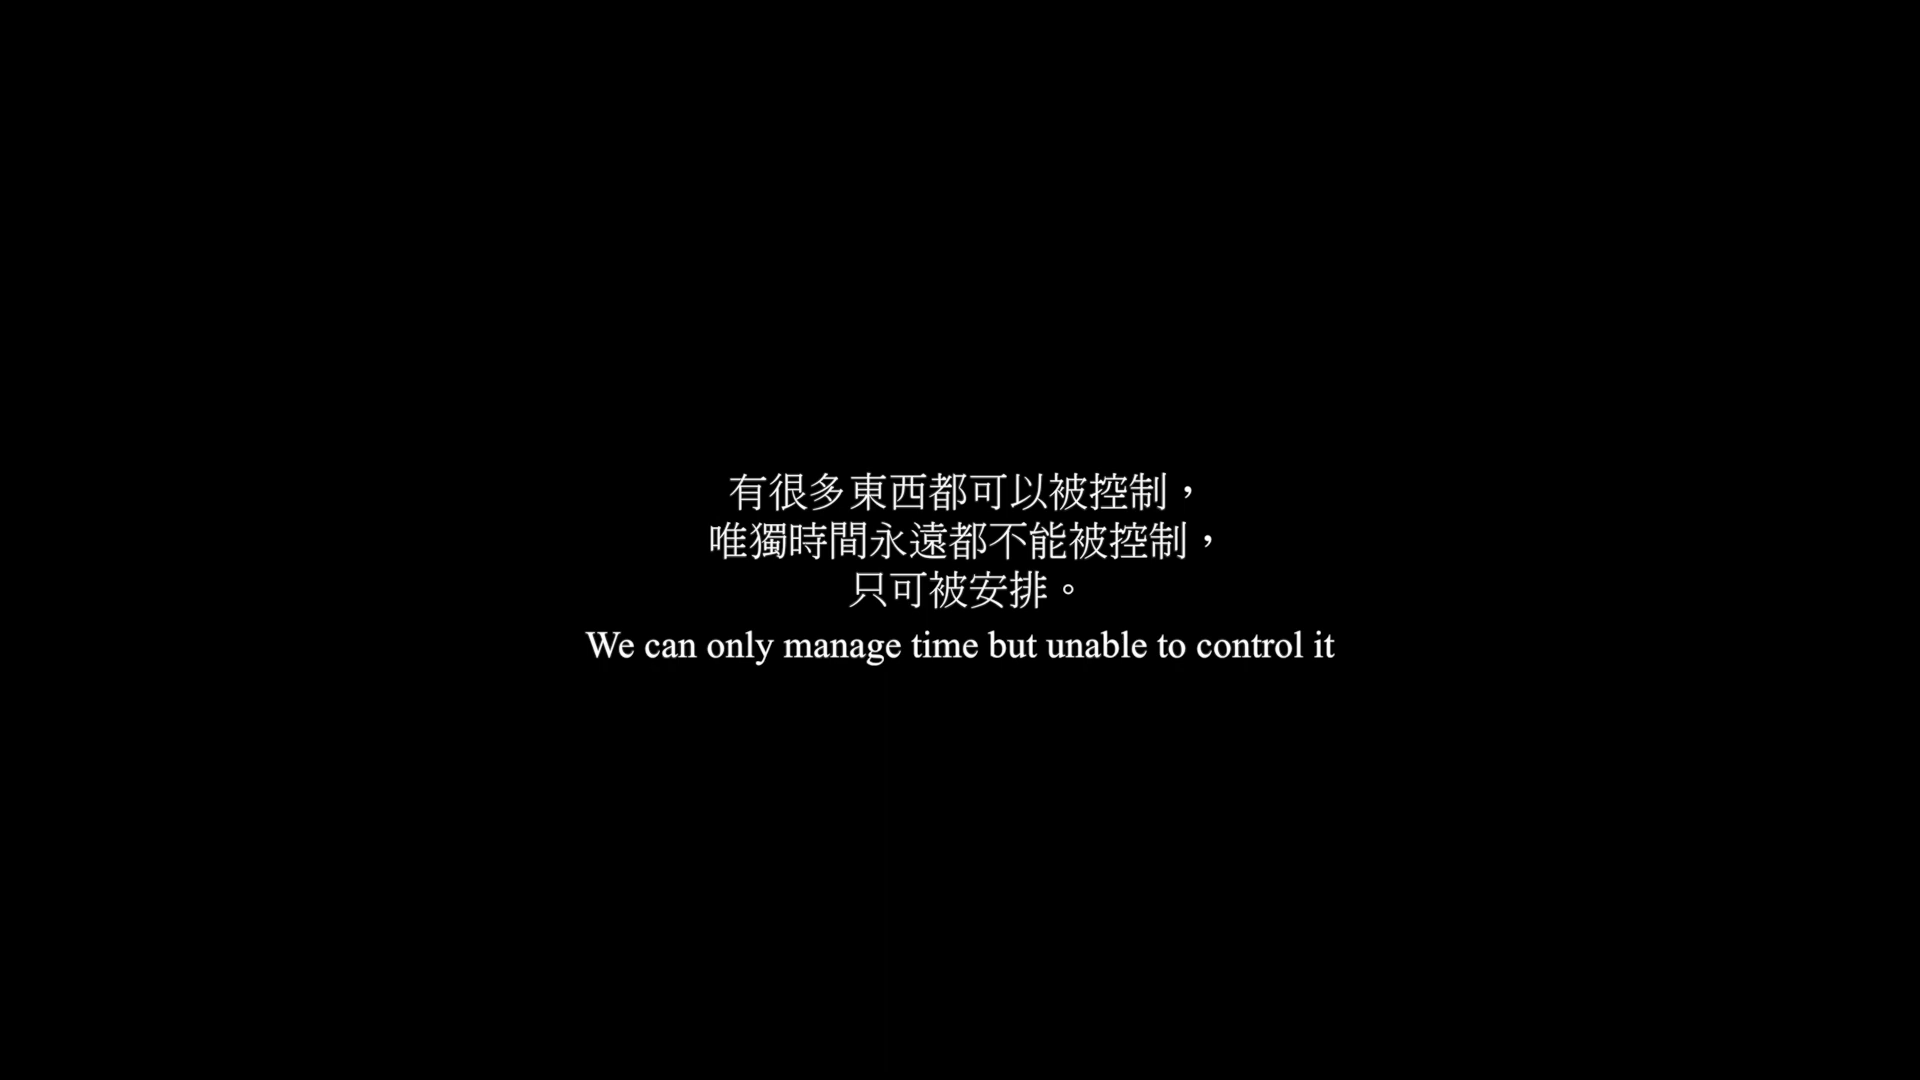 有很多東西都可以被控制，
唯獨時間永遠都不能被控制，
只可被安排。
We can only manage time but unable to control it